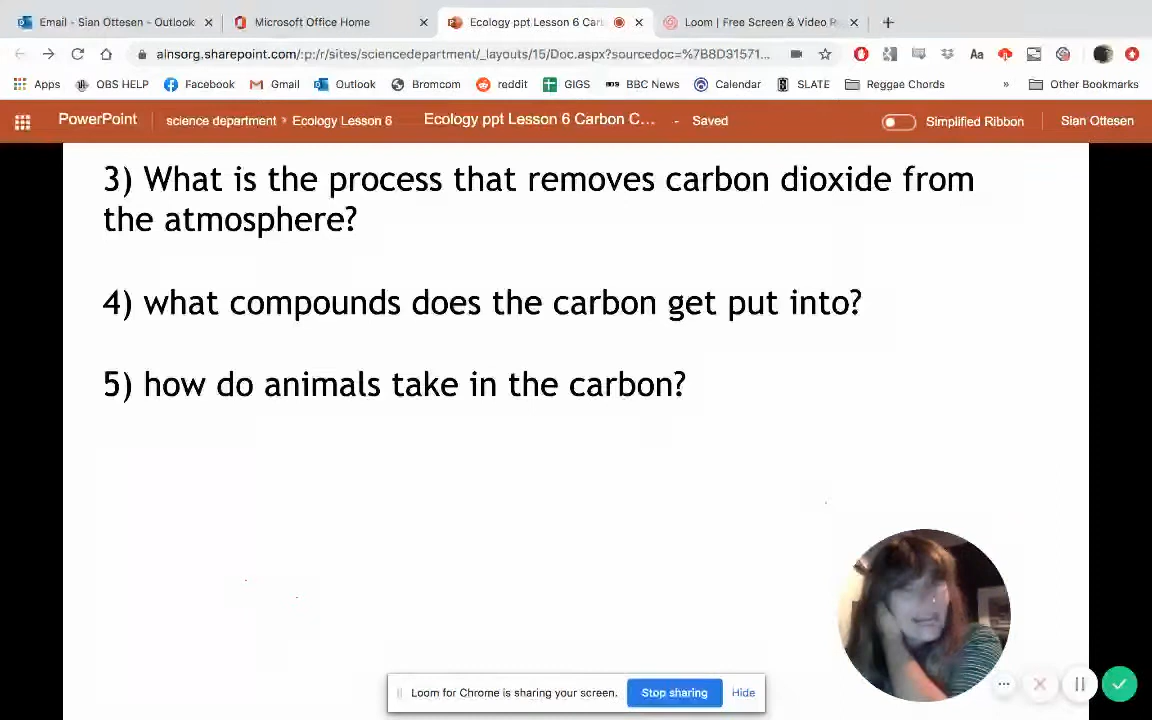 Email - Sian Ottesen - Outlook
Microsoft Office Home
Ecology ppt Lesson 6 Carb
Loom | Free Screen & Video R
alnsorg.sharepoint.com/:p:/r/sites/sciencedepartment/_layouts/15/Doc.aspx?sourcedoc=%7B8D31571...
Aa
Apps
OBS HELP
Facebook
Gmail
Outlook
Bromcom
reddit
GIGS
BBC News
Calendar
SLATE
Reggae Chords
»
Other Bookmarks
PowerPoint
science department › Ecology Lesson 6
Ecology ppt Lesson 6 Carbon C... - Saved
Simplified Ribbon
Sian Ottesen
3) What is the process that removes carbon dioxide from
the atmosphere?
4) what compounds does the carbon get put into?
5) how do animals take in the carbon?
Loom for Chrome is sharing your screen.
Stop sharing
Hide